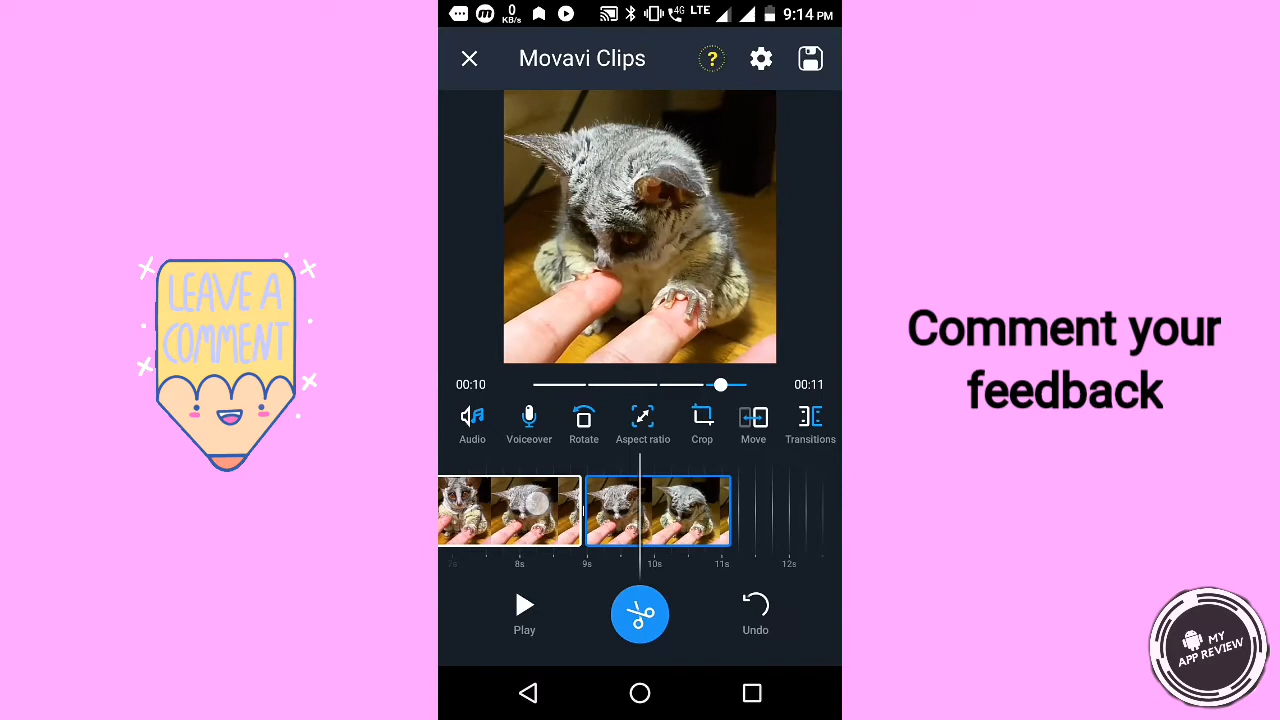 0
KB/s
4G
LTE
9:14 PM
Movavi Clips
?
00:10
00:11
Audio
Voiceover
Rotate
Aspect ratio
Crop
Move
Transitions
7s
8s
9s
10s
11s
12s
Play
Undo
LEAVE A
COMMENT
Comment your
feedback
MY
APP REVIEW